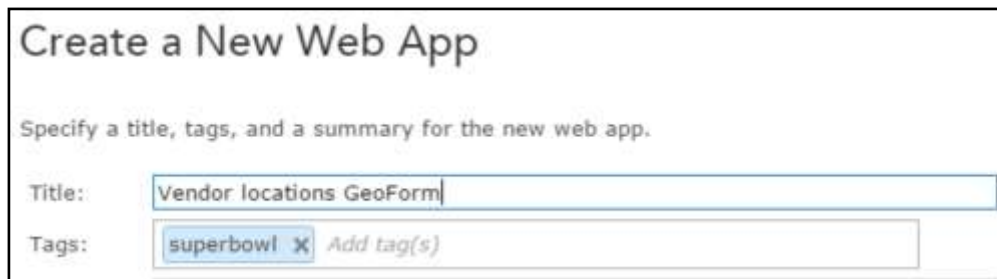 Create a New Web App
Specify a title, tags, and a summary for the new web app.
Title: Vendor locations GeoForm
Tags: superbowl x Add tag(s)